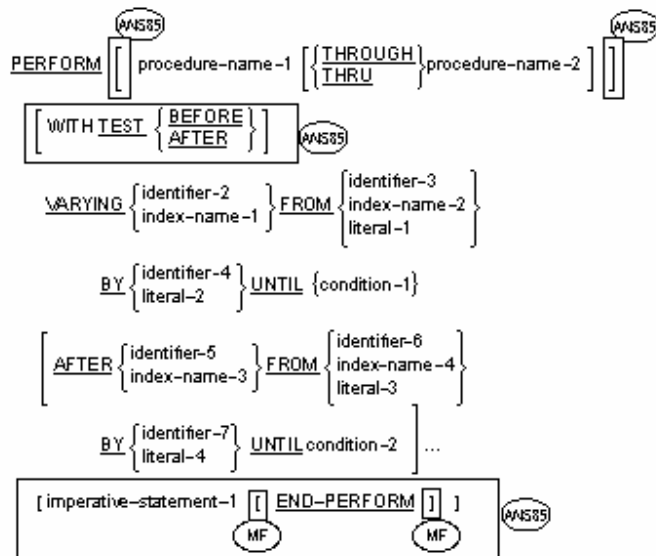 ANS85 ANS85
PERFORM [ procedure-name-1 [ { THROUGH
THRU } procedure-name-2 ] ]
[ WITH TEST { BEFORE
AFTER } ] ANS85
VARYING { identifier-2
index-name-1 } FROM { identifier-3
index-name-2
literal-1 }
BY { identifier-4
literal-2 } UNTIL {condition-1}
[ AFTER { identifier-5
index-name-3 } FROM { identifier-6
index-name-4
literal-3 }
BY { identifier-7
literal-4 } UNTIL condition-2 ] ...
[ imperative-statement-1 [ END-PERFORM ] ] ANS85
MF MF